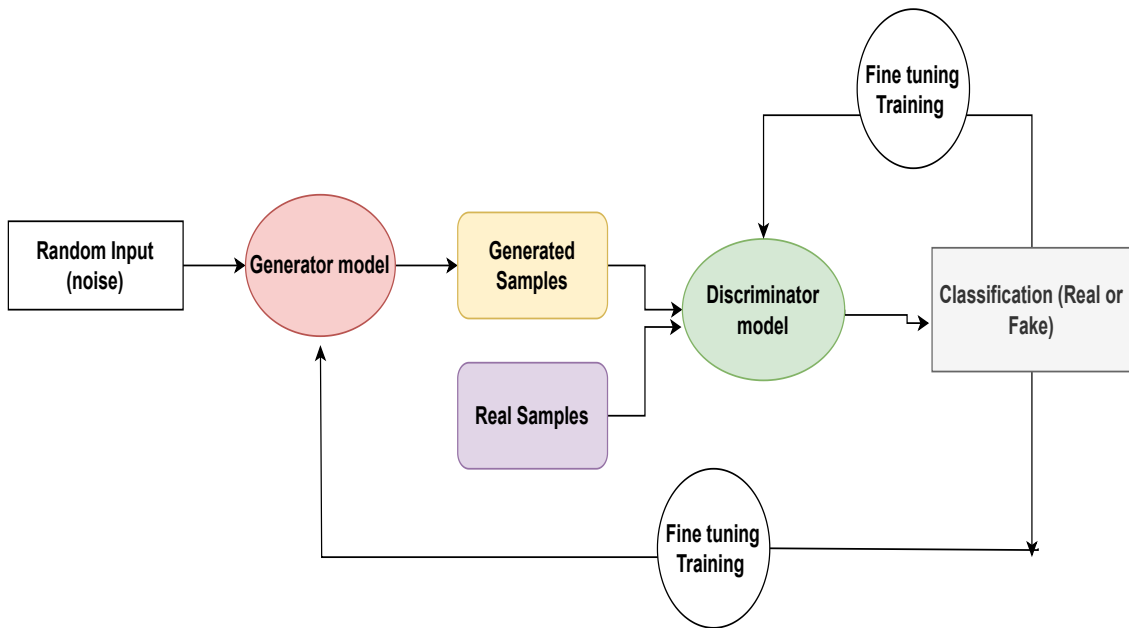 Fine tuning
Training
Random Input
(noise)
Generator model
Generated
Samples
Discriminator
model
Classification (Real or
Fake)
Real Samples
Fine tuning
Training